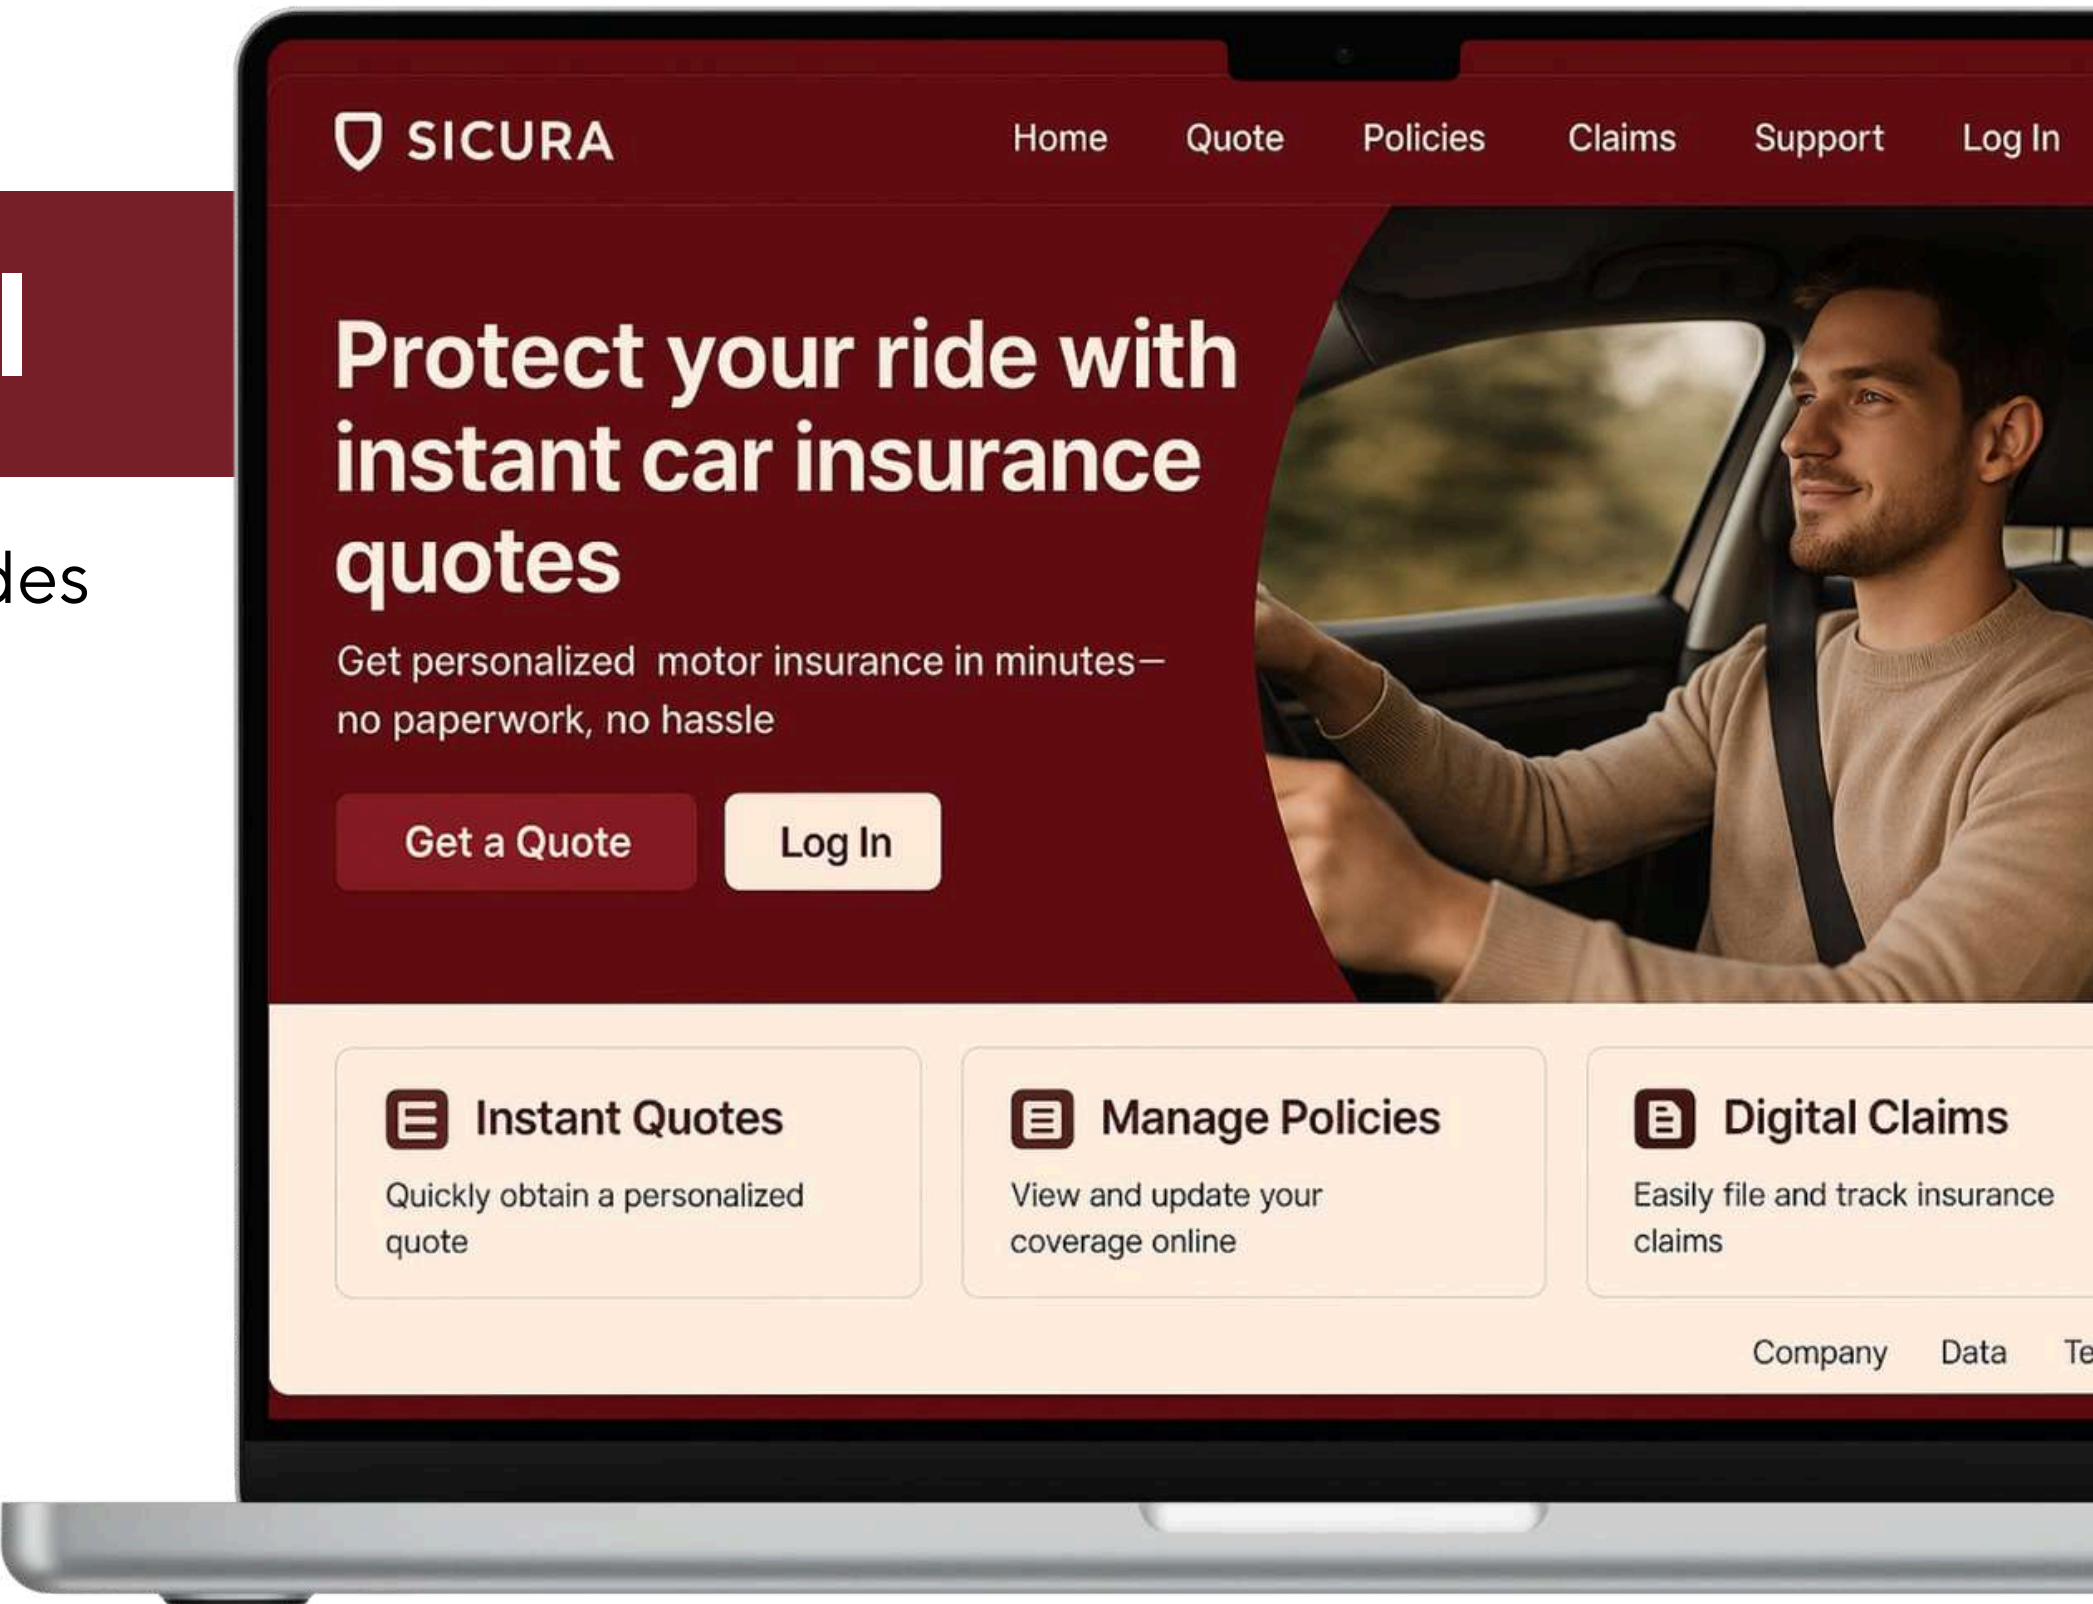 SICURA
Home Quote Policies Claims Support Log In
Protect your ride with
instant car insurance
quotes
Get personalized motor insurance in minutes—
no paperwork, no hassle
Get a Quote Log In
Instant Quotes
Quickly obtain a personalized
quote
Manage Policies
View and update your
coverage online
Digital Claims
Easily file and track insurance
claims
Company Data